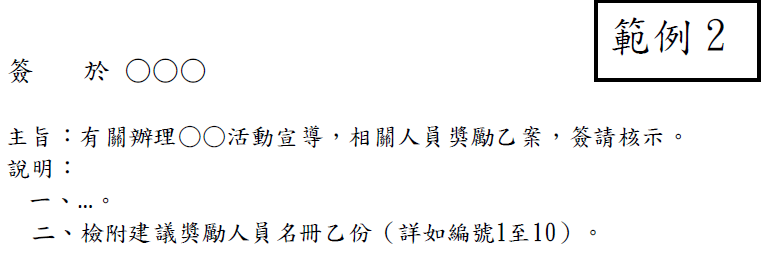 範例2
簽　　於 ○○○
主旨：有關辦理○○活動宣導，相關人員獎勵乙案，簽請核示。
說明：
一、…。
二、檢附建議獎勵人員名冊乙份（詳如編號1至10）。